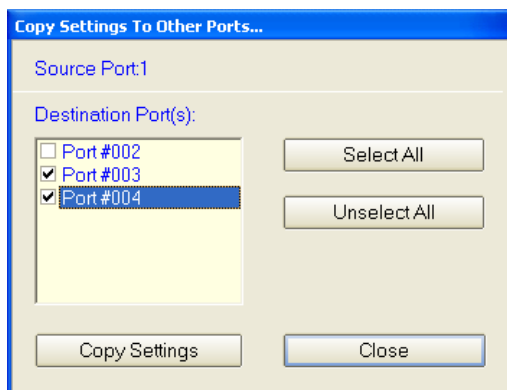 Copy Settings To Other Ports...
Source Port:1
Destination Port(s):
Port#002
Port#003
Port#004
Select All
Unselect All
Copy Settings
Close